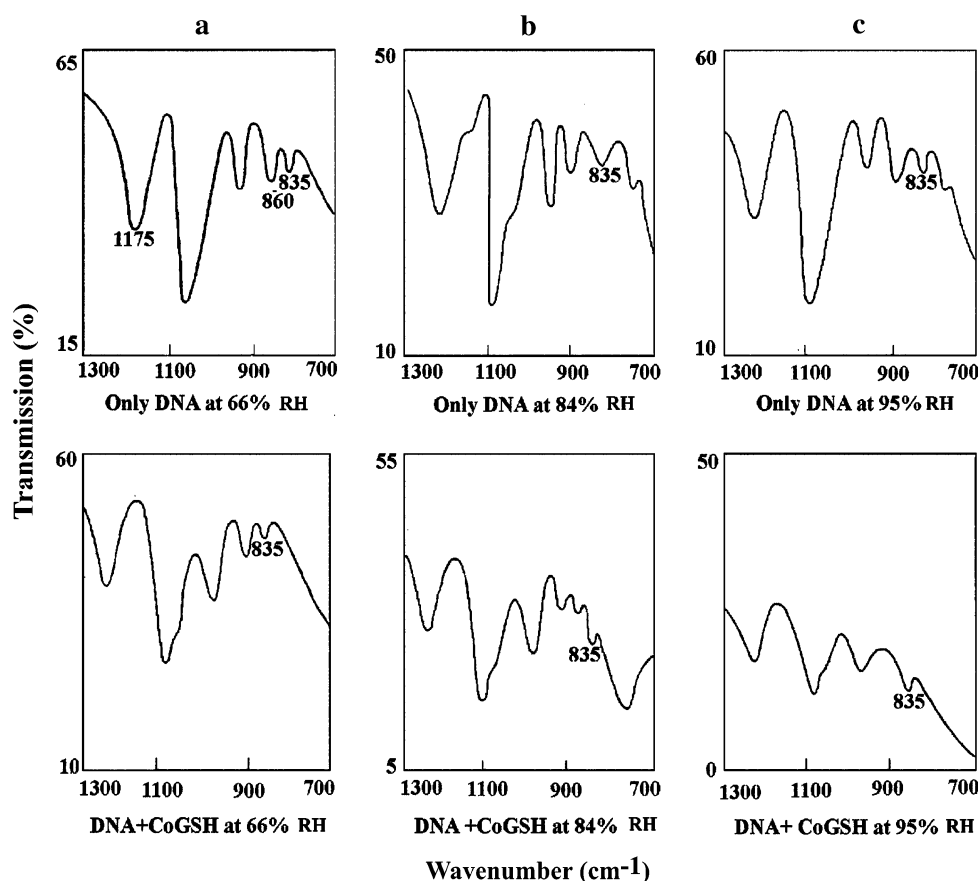 a b c
65
50
60
1175
860
835
835
835
15
10
10
1300 1100 900 700
1300 1100 900 700
1300 1100 900 700
Only DNA at 66% RH
Only DNA at 84% RH
Only DNA at 95% RH
Transmission (%)
60
55
50
835
835
835
10
5
0
1300 1100 900 700
1300 1100 900 700
1300 1100 900 700
DNA+CoGSH at 66% RH
DNA +CoGSH at 84% RH
DNA+ CoGSH at 95% RH
Wavenumber (cm-1)